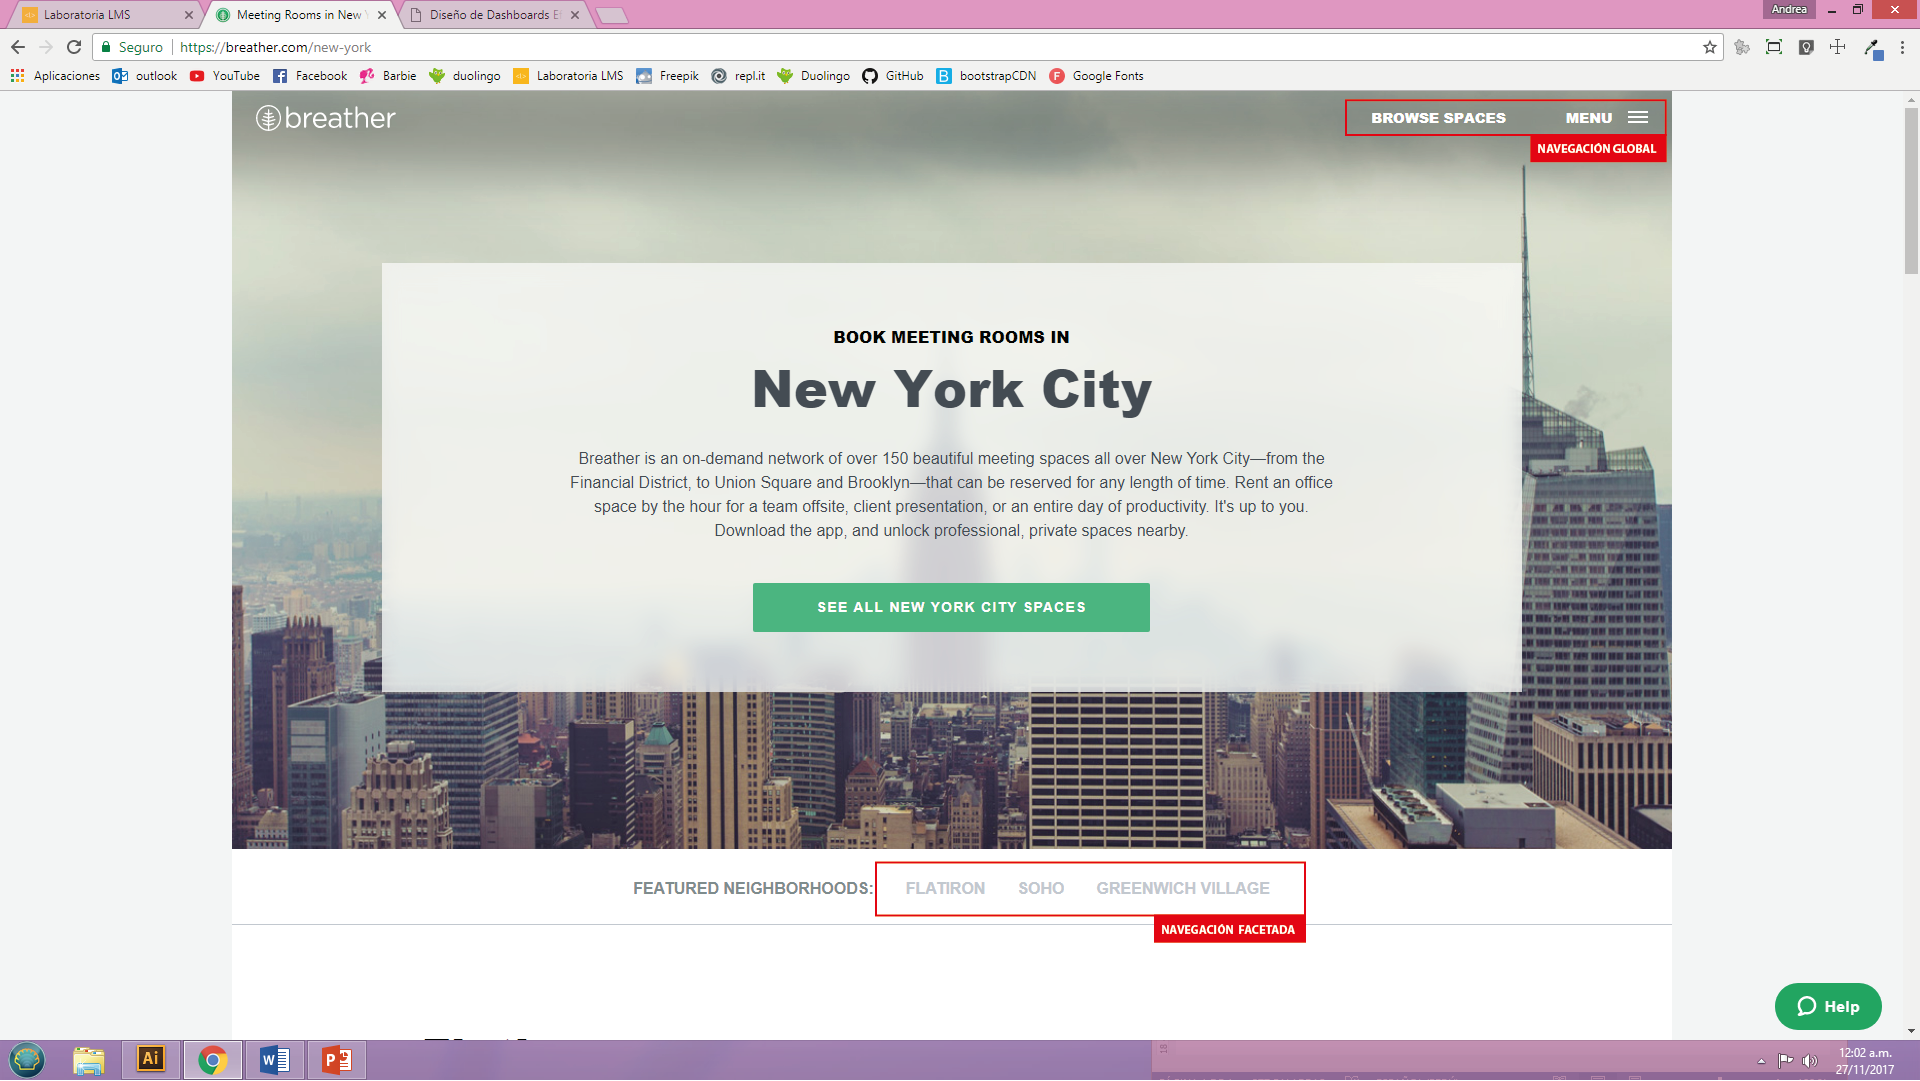 Laboratoria LMS
Meeting Rooms in New Y
Diseño de Dashboards E
Andrea
Seguro
https://breather.com/new-york
Aplicaciones
outlook
YouTube
Facebook
Barbie
duolingo
Laboratoria LMS
Freepik
repl.it
Duolingo
GitHub
bootstrapCDN
Google Fonts
breather
BROWSE SPACES
MENU
NAVEGACIÓN GLOBAL
BOOK MEETING ROOMS IN
New York City
Breather is an on-demand network of over 150 beautiful meeting spaces all over New York City—from the
Financial District, to Union Square and Brooklyn—that can be reserved for any length of time. Rent an office
space by the hour for a team offsite, client presentation, or an entire day of productivity. It's up to you.
Download the app, and unlock professional, private spaces nearby.
SEE ALL NEW YORK CITY SPACES
FEATURED NEIGHBORHOODS:
FLATIRON
SOHO
GREENWICH VILLAGE
NAVEGACIÓN FACETADA
Help
Ai
12:02 a.m.
27/11/2017